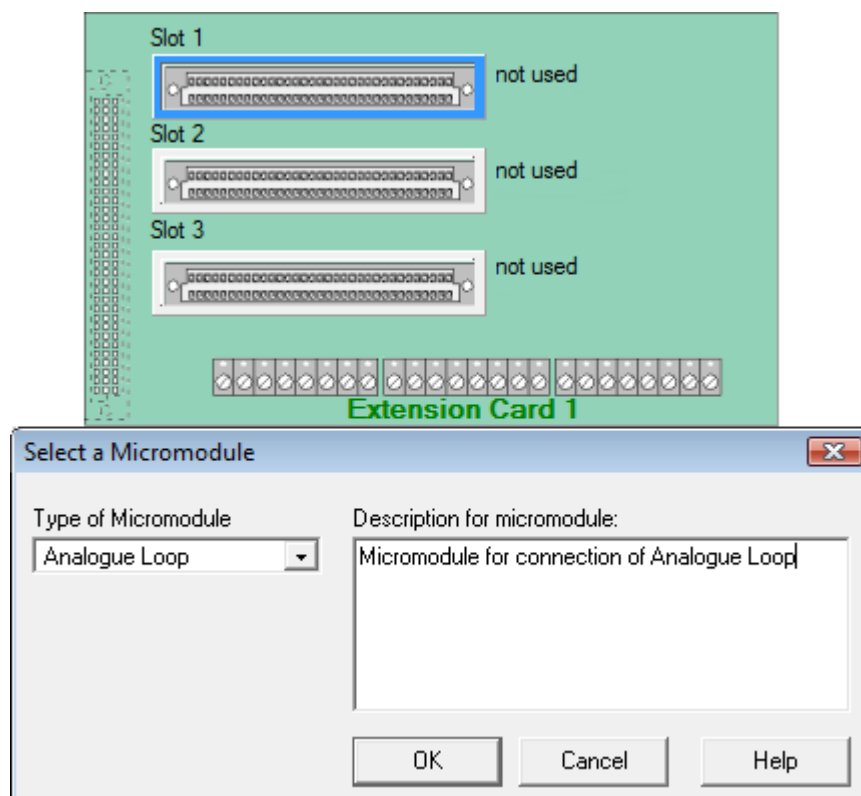 Slot 1
not used
Slot 2
not used
Slot 3
not used
Extension Card 1
Select a Micromodule
Type of Micromodule
Description for micromodule:
Analogue Loop
Micromodule for connection of Analogue Loop
OK
Cancel
Help